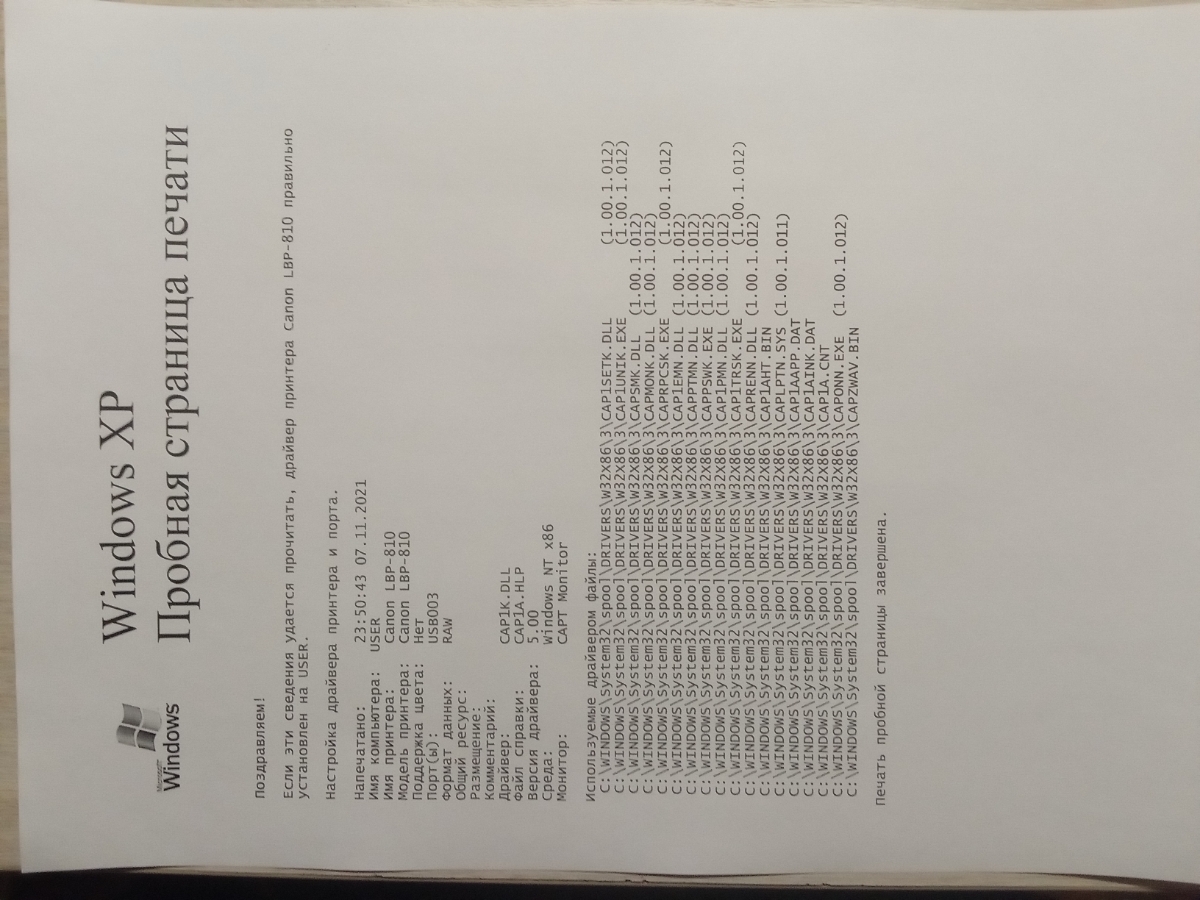 Microsoft
Windows
Windows XP
Пробная страница печати
Поздравляем!
Если эти сведения удается прочитать, драйвер принтера Canon LBP-810 правильно
установлен на USER.
Настройка драйвера принтера и порта.
Напечатано: 23:50:43 07.11.2021
Имя компьютера: USER
Имя принтера: Canon LBP-810
Модель принтера: Canon LBP-810
Поддержка цвета: Нет
Порт(ы): USB003
Формат данных: RAW
Общий ресурс:
Размещение:
Комментарий:
Драйвер: CAP1K.DLL
Файл справки: CAP1A.HLP
Версия драйвера: 5.00
Среда: Windows NT x86
Монитор: CAPT Monitor
Используемые драйвером файлы:
C:\WINDOWS\System32\spool\DRIVERS\W32X86\3\CAP1SETK.DLL (1.00.1.012)
C:\WINDOWS\System32\spool\DRIVERS\W32X86\3\CAP1UNIK.EXE (1.00.1.012)
C:\WINDOWS\System32\spool\DRIVERS\W32X86\3\CAPSMK.DLL (1.00.1.012)
C:\WINDOWS\System32\spool\DRIVERS\W32X86\3\CAPMONK.DLL (1.00.1.012)
C:\WINDOWS\System32\spool\DRIVERS\W32X86\3\CAPRPCSK.EXE (1.00.1.012)
C:\WINDOWS\System32\spool\DRIVERS\W32X86\3\CAP1EMN.DLL (1.00.1.012)
C:\WINDOWS\System32\spool\DRIVERS\W32X86\3\CAPPTMN.DLL (1.00.1.012)
C:\WINDOWS\System32\spool\DRIVERS\W32X86\3\CAPPSWK.EXE (1.00.1.012)
C:\WINDOWS\System32\spool\DRIVERS\W32X86\3\CAP1PMN.DLL (1.00.1.012)
C:\WINDOWS\System32\spool\DRIVERS\W32X86\3\CAP1TRSK.EXE (1.00.1.012)
C:\WINDOWS\System32\spool\DRIVERS\W32X86\3\CAPRENN.DLL (1.00.1.012)
C:\WINDOWS\System32\spool\DRIVERS\W32X86\3\CAP1AHT.BIN
C:\WINDOWS\System32\spool\DRIVERS\W32X86\3\CAPLPTN.SYS (1.00.1.011)
C:\WINDOWS\System32\spool\DRIVERS\W32X86\3\CAP1AAPP.DAT
C:\WINDOWS\System32\spool\DRIVERS\W32X86\3\CAP1AINK.DAT
C:\WINDOWS\System32\spool\DRIVERS\W32X86\3\CAP1A.CNT
C:\WINDOWS\System32\spool\DRIVERS\W32X86\3\CAPONN.EXE (1.00.1.012)
C:\WINDOWS\System32\spool\DRIVERS\W32X86\3\CAPZWAV.BIN
Печать пробной страницы завершена.